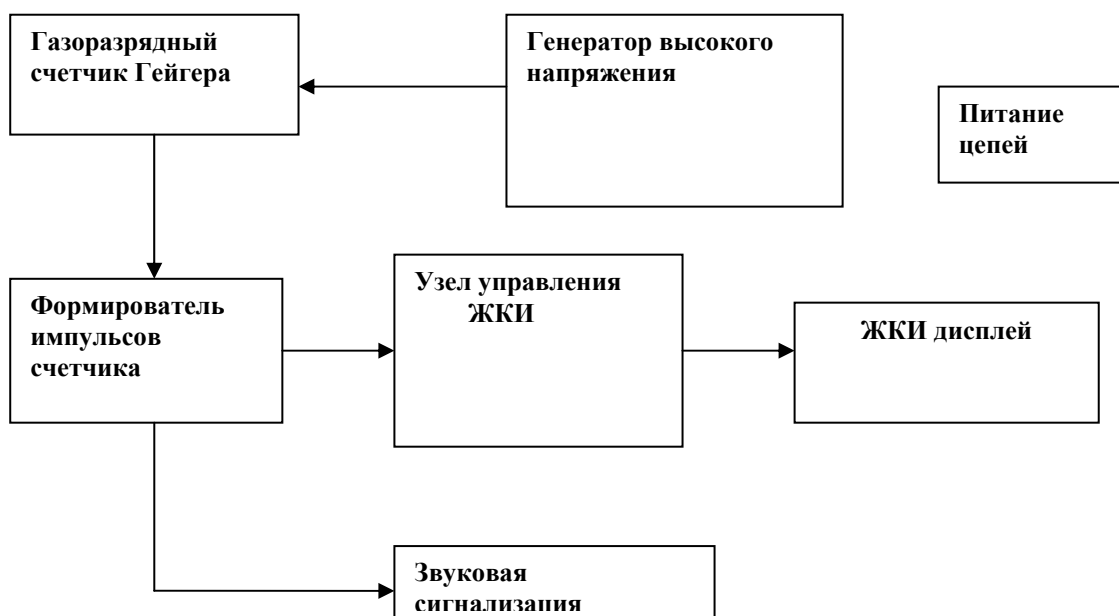 Газоразрядный
счетчик Гейгера
Генератор высокого
напряжения
Питание
цепей
Формирователь
импульсов
счетчика
Узел управления
ЖКИ
ЖКИ дисплей
Звуковая
сигнализация